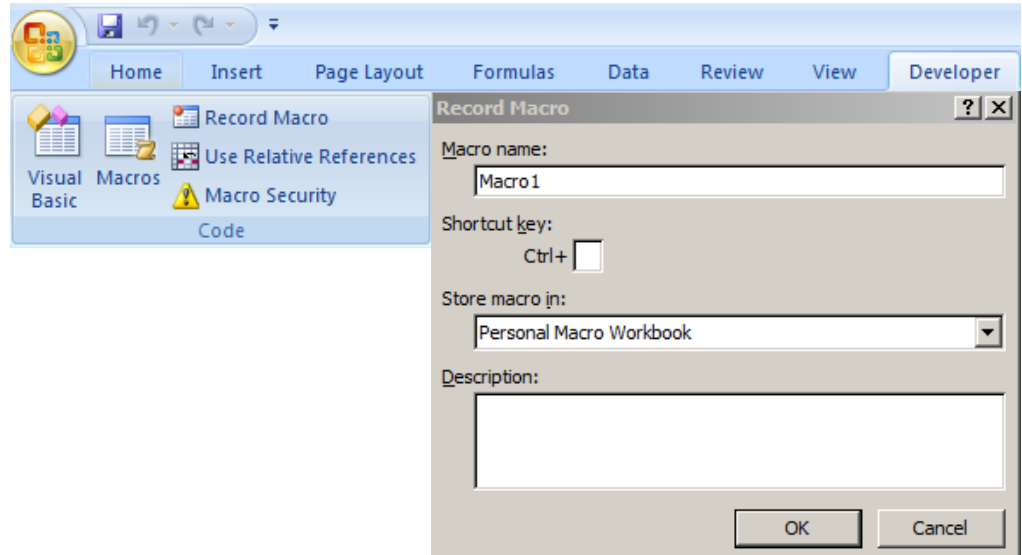 Home Insert Page Layout Formulas Data Review View Developer
Record Macro
Use Relative References
Macro Security
Visual Basic
Macros
Code
Record Macro
Macro name:
Macro1
Shortcut key:
Ctrl+
Store macro in:
Personal Macro Workbook
Description:
OK Cancel